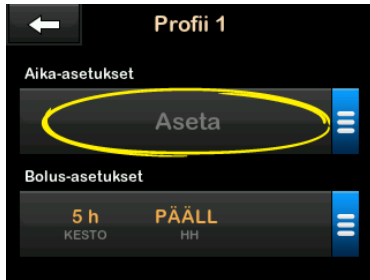 Profii 1
Aika-asetukset
Aseta
Bolus-asetukset
5 h PÄÄLL
KESTO HH